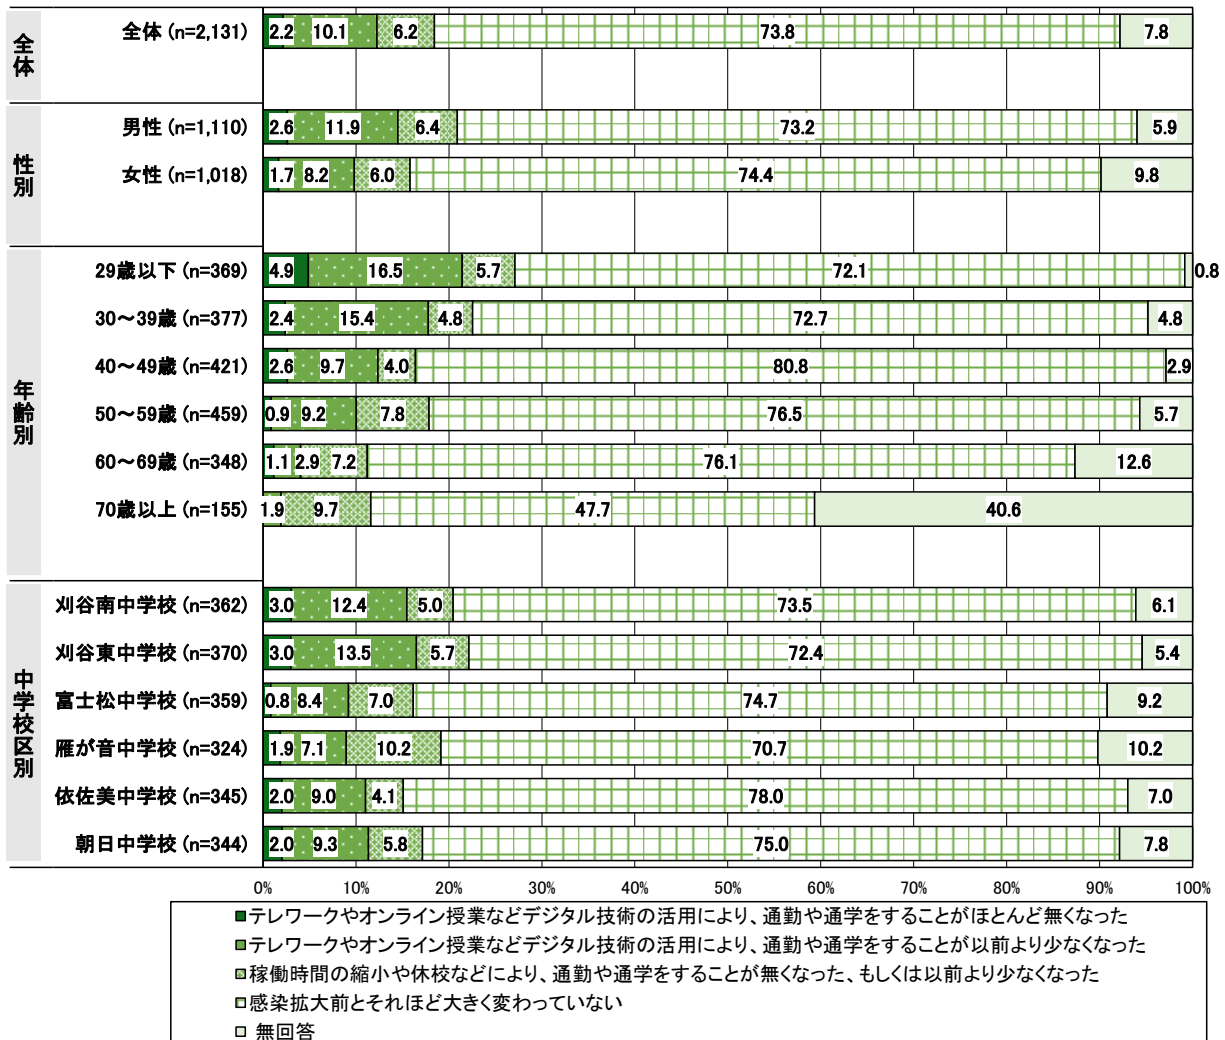 全体
全体 (n=2,131) 2.2 10.1 6.2 73.8 7.8
性別
男性 (n=1,110) 2.6 11.9 6.4 73.2 5.9
女性 (n=1,018) 1.7 8.2 6.0 74.4 9.8
年齢別
29歳以下 (n=369) 4.9 16.5 5.7 72.1 0.8
30～39歳 (n=377) 2.4 15.4 4.8 72.7 4.8
40～49歳 (n=421) 2.6 9.7 4.0 80.8 2.9
50～59歳 (n=459) 0.9 9.2 7.8 76.5 5.7
60～69歳 (n=348) 1.1 2.9 7.2 76.1 12.6
70歳以上 (n=155) 1.9 9.7 47.7 40.6
中学校区別
刈谷南中学校 (n=362) 3.0 12.4 5.0 73.5 6.1
刈谷東中学校 (n=370) 3.0 13.5 5.7 72.4 5.4
富士松中学校 (n=359) 0.8 8.4 7.0 74.7 9.2
雁が音中学校 (n=324) 1.9 7.1 10.2 70.7 10.2
依佐美中学校 (n=345) 2.0 9.0 4.1 78.0 7.0
朝日中学校 (n=344) 2.0 9.3 5.8 75.0 7.8
0% 10% 20% 30% 40% 50% 60% 70% 80% 90% 100%
テレワークやオンライン授業などデジタル技術の活用により、通勤や通学をすることがほとんど無くなった
テレワークやオンライン授業などデジタル技術の活用により、通勤や通学をすることが以前より少なくなった
稼働時間の縮小や休校などにより、通勤や通学をすることが無くなった、もしくは以前より少なくなった
感染拡大前とそれほど大きく変わっていない
無回答